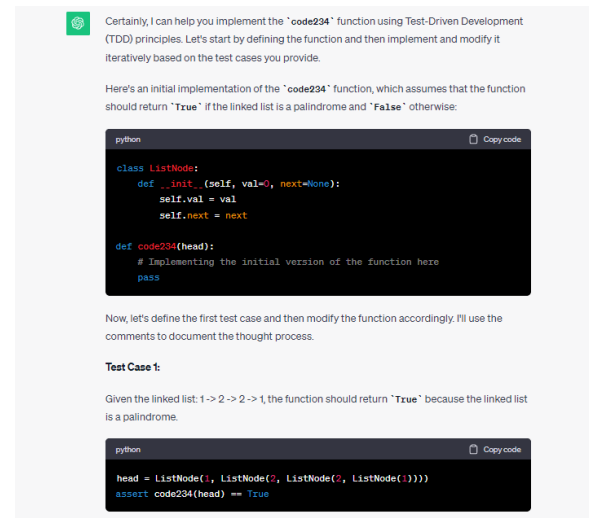 Certainly, I can help you implement the `code234` function using Test-Driven Development
(TDD) principles. Let's start by defining the function and then implement and modify it
iteratively based on the test cases you provide.
Here's an initial implementation of the `code234` function, which assumes that the function
should return `True` if the linked list is a palindrome and `False` otherwise:
python Copy code
class ListNode:
    def __init__(self, val=0, next=None):
        self.val = val
        self.next = next
def code234(head):
    # Implementing the initial version of the function here
    pass
Now, let's define the first test case and then modify the function accordingly. I'll use the
comments to document the thought process.
Test Case 1:
Given the linked list: 1 -> 2 -> 2 -> 1, the function should return `True` because the linked list
is a palindrome.
python Copy code
head = ListNode(1, ListNode(2, ListNode(2, ListNode(1))))
assert code234(head) == True